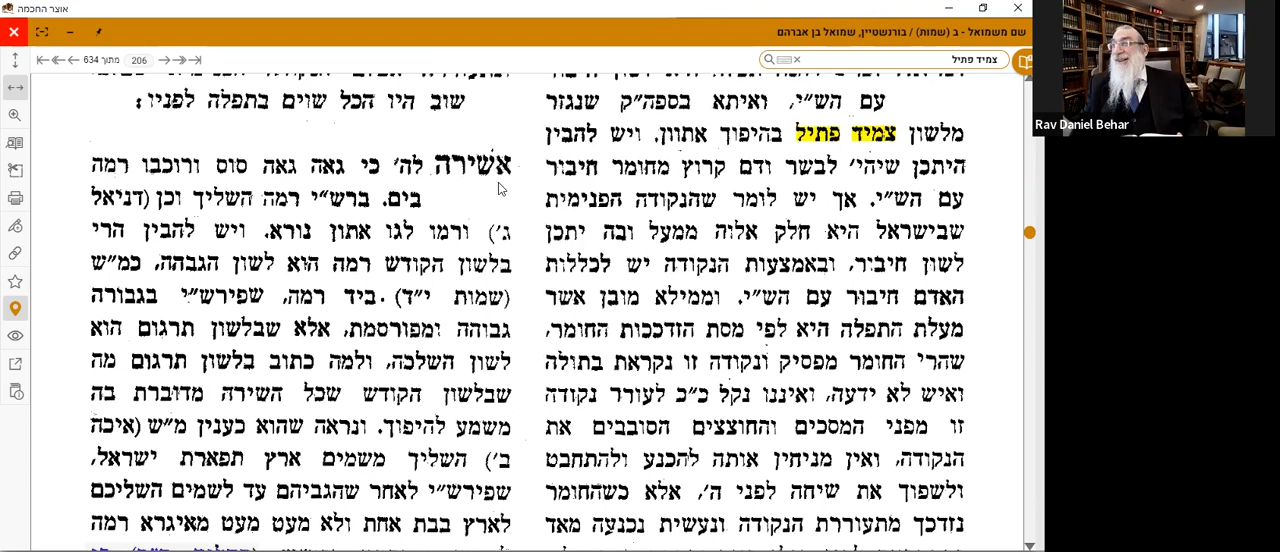 אוצר החכמה
שם משמואל - ב (שמות) / בורנשטיין, שמואל בן אברהם
206 מתוך 634
צמיד פתיל
Rav Daniel Behar
עם הש״י, ואיתא בספה״ק שנגזר
מלשון צמיד פתיל בהיפוך אתוון, ויש להבין
היתכן שיהי׳ לבשר ודם קרוץ מחומר חיבור
עם הש״י. אך יש לומר שהנקודה הפנימית
שבישראל היא חלק אלוה ממעל ובה יתכן
לשון חיבור, ובאמצעות הנקודה יש לכללות
האדם חיבור עם הש״י. וממילא מובן אשר
מעלת התפלה היא לפי מסת הזדככות החומר,
שהרי החומר מפסיק ונקודה זו נקראת בתולה
ואיש לא ידעה, ואיננו נקל כ״כ לעורר נקודה
זו מפני המסכים והחוצצים הסובבים את
הנקודה, ואין מניחין אותה להכנע ולהתחבט
ולשפוך את שיחה לפני ה׳, אלא כשהחומר
נזדכך מתעוררת הנקודה ונעשית נכנעה מאד
שוב היו הכל שוים בתפלה לפניו:
אשירה לה׳ כי גאה גאה סוס ורוכבו רמה
בים. ברש״י רמה השליך וכן (דניאל
ג׳) ורמו לגו אתון נורא. ויש להבין הרי
בלשון הקודש רמה הוא לשון הגבהה, כמ״ש
(שמות י״ד) ביד רמה, שפירש״י בגבורה
גבוהה ומפורסמת, אלא שבלשון תרגום הוא
לשון השלכה, ולמה כתוב בלשון תרגום מה
שבלשון הקודש שכל השירה מדוברת בה
משמע להיפוך. ונראה שהוא כענין מ״ש (איכה
ב׳) השליך משמים ארץ תפארת ישראל,
שפירש״י לאחר שהגביהם עד לשמים השליכם
לארץ בבת אחת ולא מעט מעט מאיגרא רמה